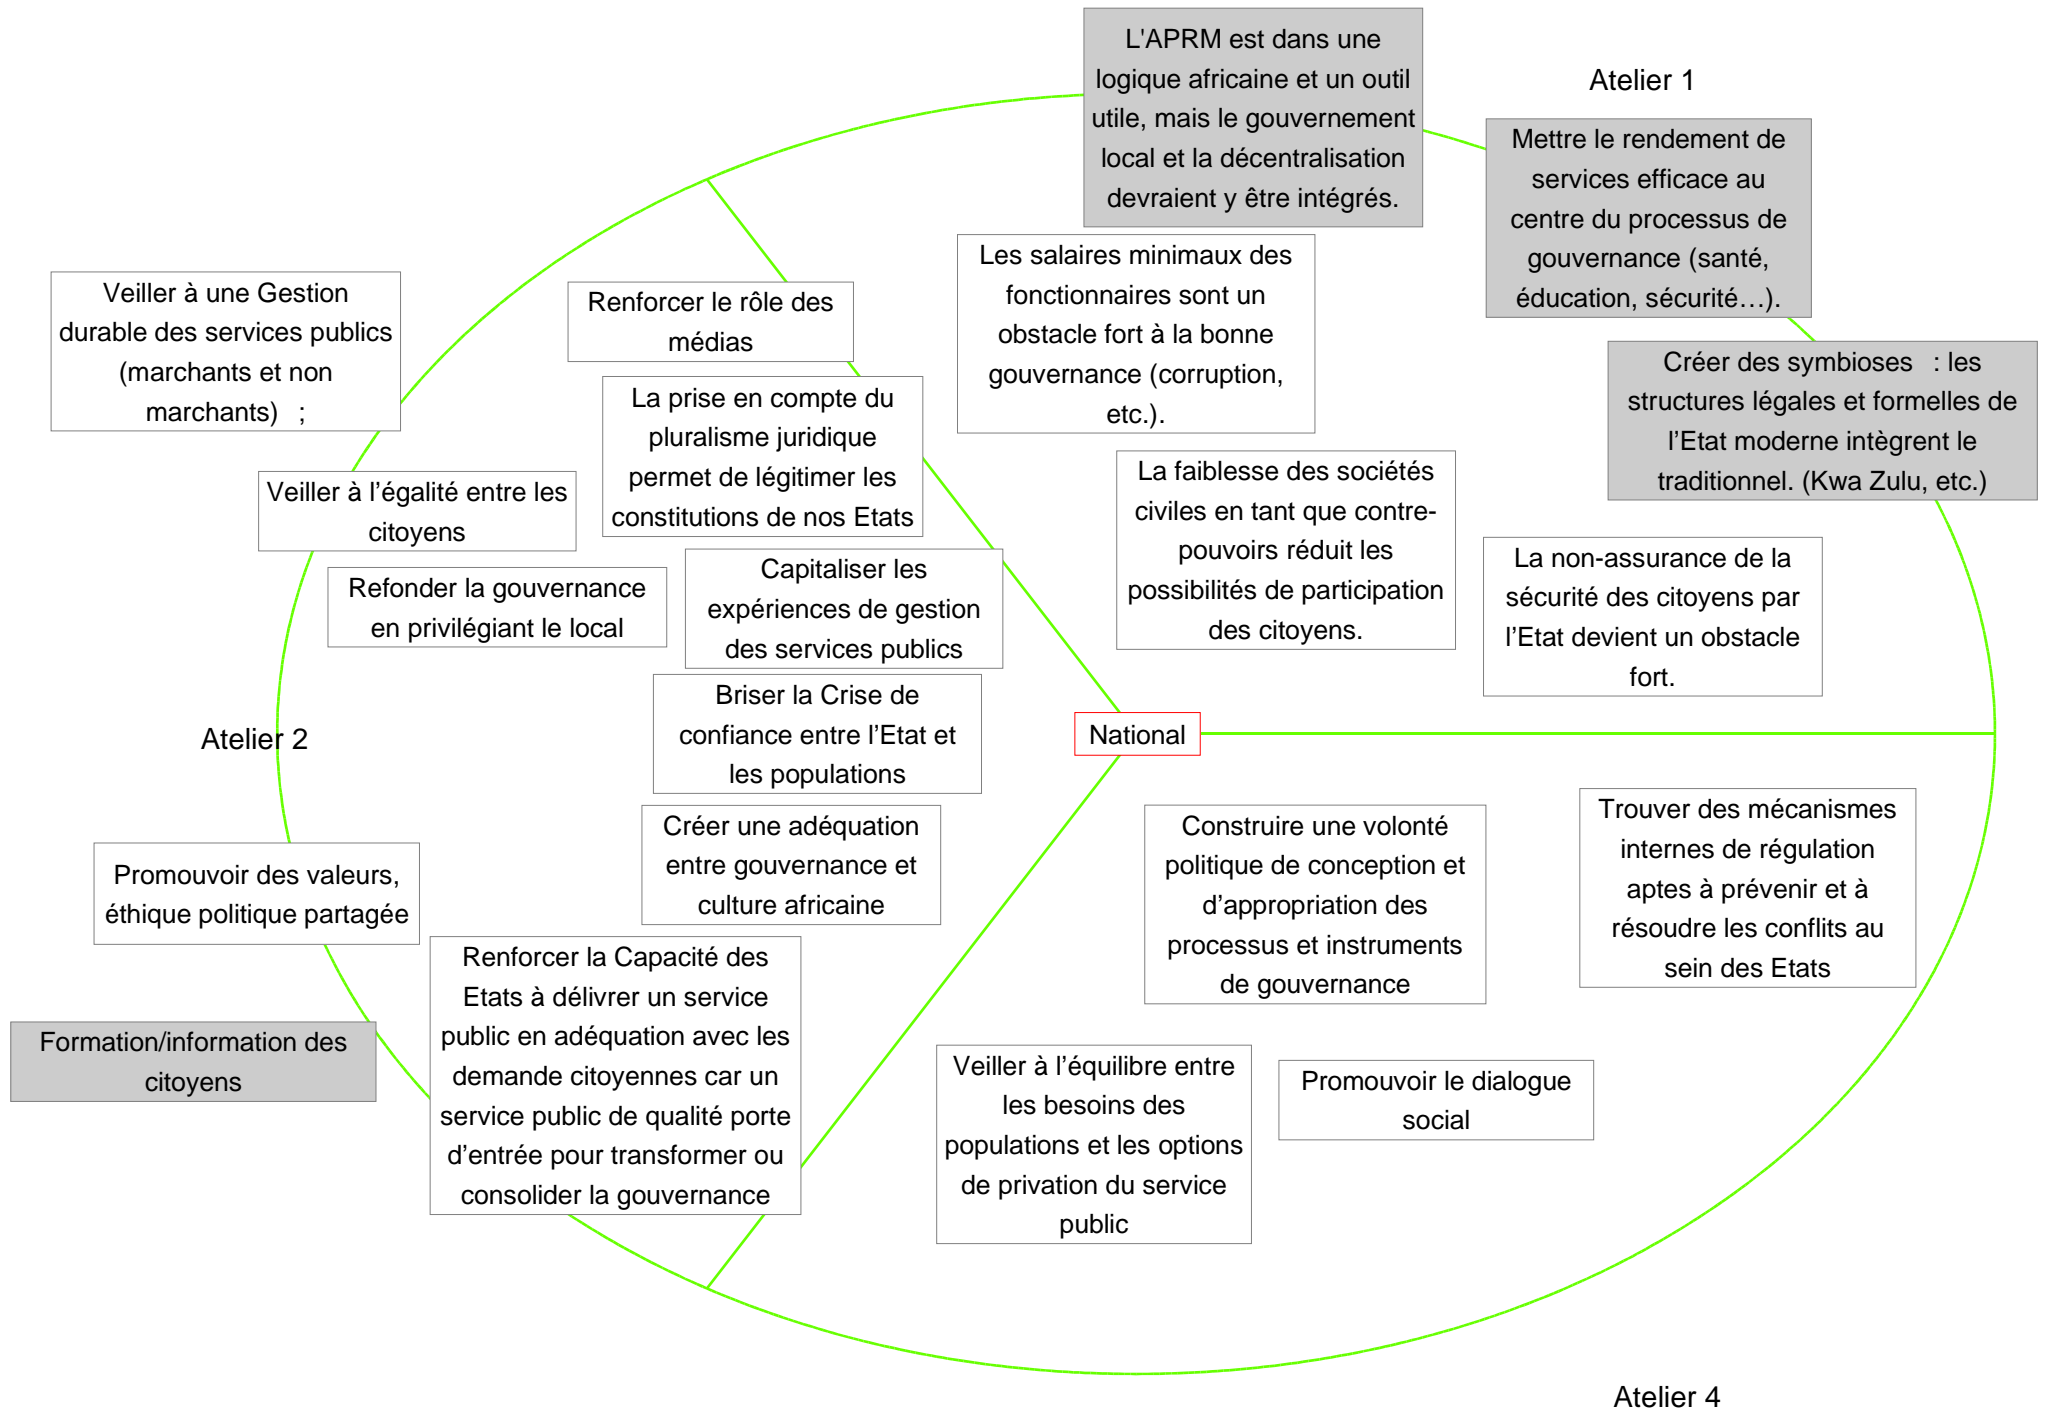 L'APRM est dans une
logique africaine et un outil
utile, mais le gouvernement
local et la décentralisation
devraient y être intégrés.
Atelier 1
Mettre le rendement de
services efficace au
centre du processus de
gouvernance (santé,
éducation, sécurité…).
Les salaires minimaux des
fonctionnaires sont un
obstacle fort à la bonne
gouvernance (corruption,
etc.).
Créer des symbioses : les
structures légales et formelles de
l’Etat moderne intègrent le
traditionnel. (Kwa Zulu, etc.)
La faiblesse des sociétés
civiles en tant que contre-
pouvoirs réduit les
possibilités de participation
des citoyens.
La non-assurance de la
sécurité des citoyens par
l’Etat devient un obstacle
fort.
Veiller à une Gestion
durable des services publics
(marchants et non
marchants) ;
Renforcer le rôle des
médias
La prise en compte du
pluralisme juridique
permet de légitimer les
constitutions de nos Etats
Veiller à l’égalité entre les
citoyens
Refonder la gouvernance
en privilégiant le local
Capitaliser les
expériences de gestion
des services publics
Briser la Crise de
confiance entre l’Etat et
les populations
Atelier 2
National
Créer une adéquation
entre gouvernance et
culture africaine
Promouvoir des valeurs,
éthique politique partagée
Renforcer la Capacité des
Etats à délivrer un service
public en adéquation avec les
demande citoyennes car un
service public de qualité porte
d’entrée pour transformer ou
consolider la gouvernance
Formation/information des
citoyens
Construire une volonté
politique de conception et
d’appropriation des
processus et instruments
de gouvernance
Trouver des mécanismes
internes de régulation
aptes à prévenir et à
résoudre les conflits au
sein des Etats
Veiller à l’équilibre entre
les besoins des
populations et les options
de privation du service
public
Promouvoir le dialogue
social
Atelier 4